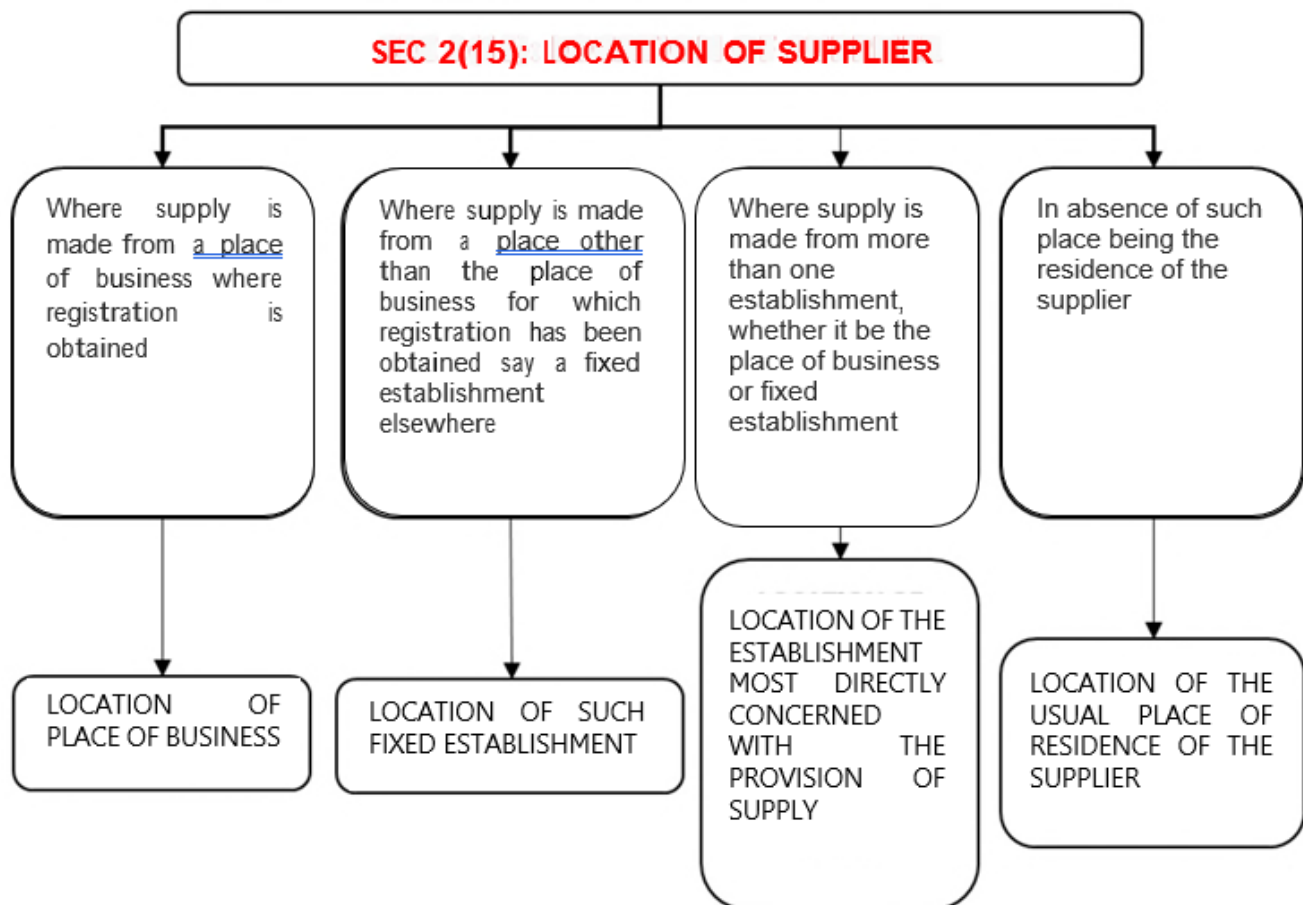 SEC 2(15): LOCATION OF SUPPLIER
Where supply is
made from a place
of business where
registration is
obtained
Where supply is made
from a place other
than the place of
business for which
registration has been
obtained say a fixed
establishment
elsewhere
Where supply is
made from more
than one
establishment,
whether it be the
place of business
or fixed
establishment
In absence of such
place being the
residence of the
supplier
LOCATION OF
PLACE OF BUSINESS
LOCATION OF SUCH
FIXED ESTABLISHMENT
LOCATION OF THE
ESTABLISHMENT
MOST DIRECTLY
CONCERNED
WITH THE
PROVISION OF
SUPPLY
LOCATION OF THE
USUAL PLACE OF
RESIDENCE OF THE
SUPPLIER